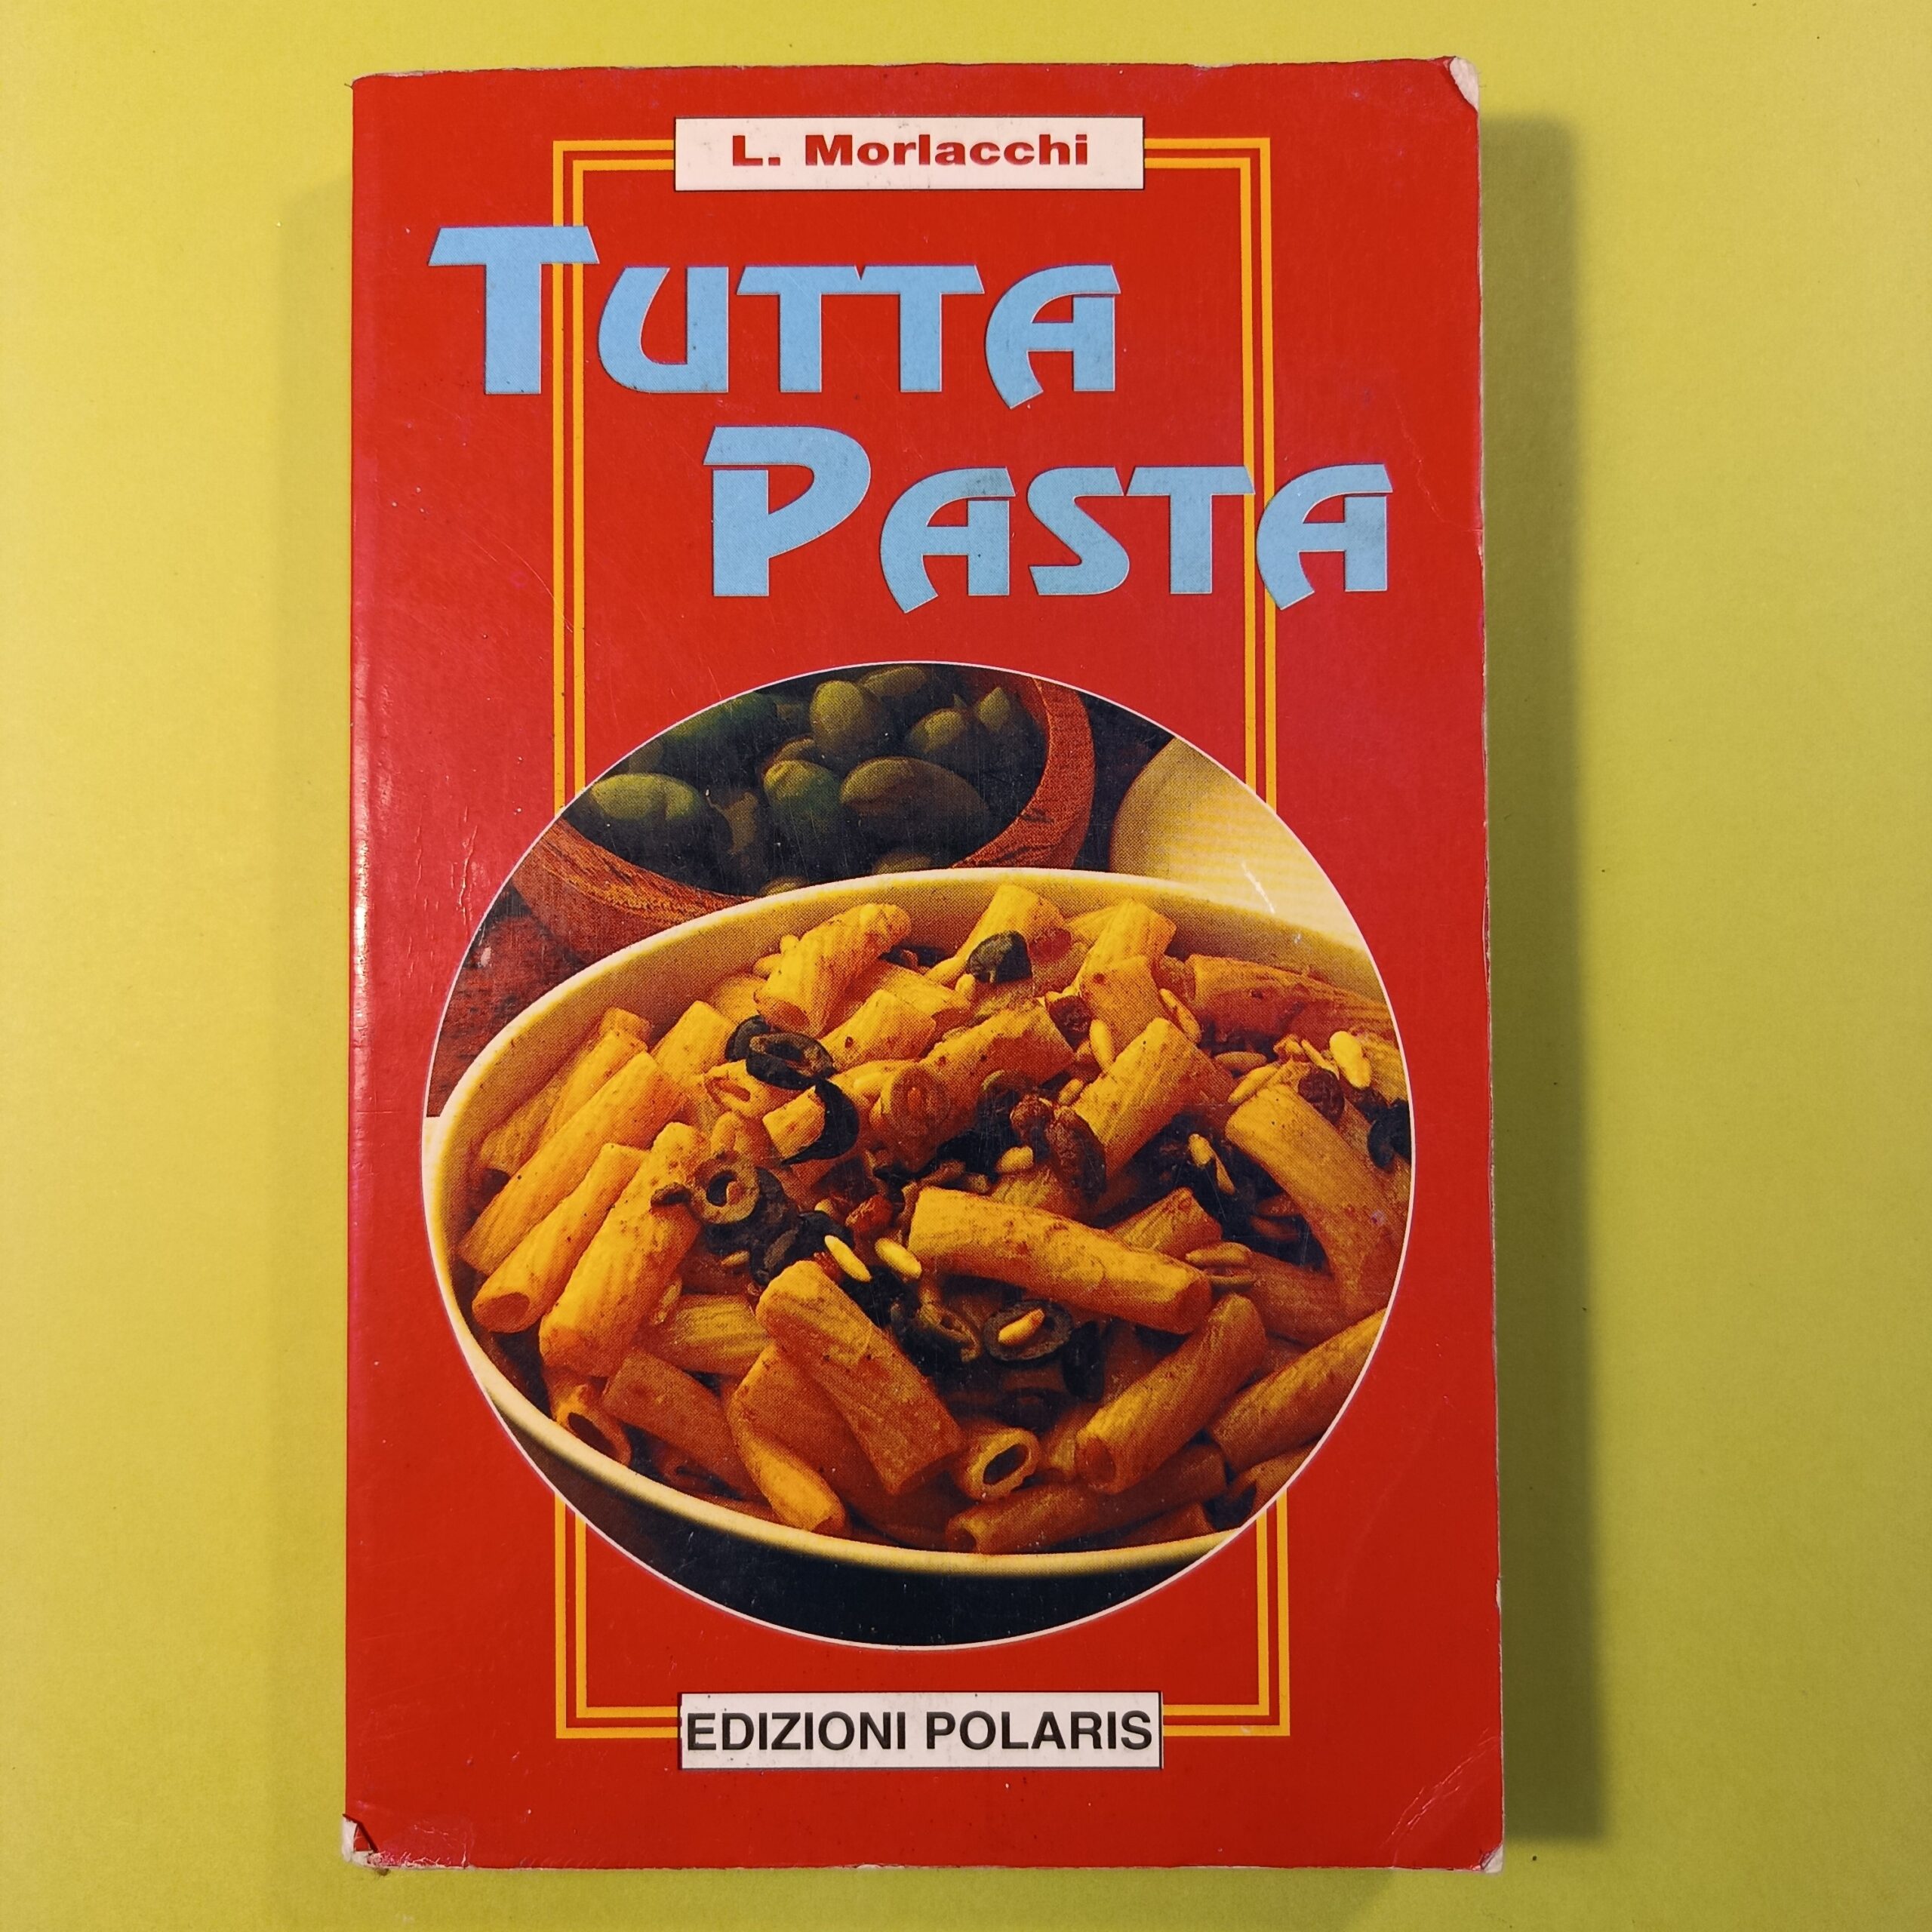 L. Morlacchi
TUTTA
PASTA
EDIZIONI POLARIS